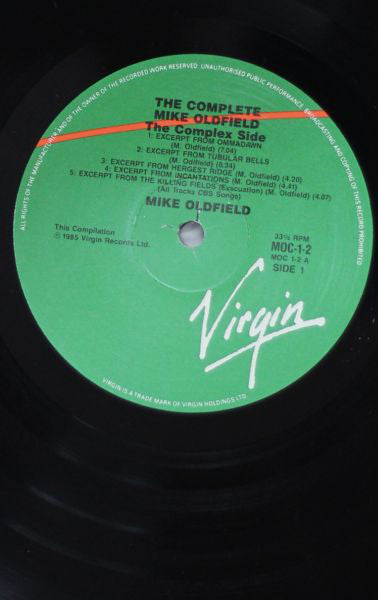 ALL RIGHTS OF THE MANUFACTURER AND OF THE OWNER OF THE RECORDED WORK RESERVED. UNAUTHORISED PUBLIC PERFORMANCE, BROADCASTING AND COPYING OF THIS RECORD PROHIBITED
THE COMPLETE
MIKE OLDFIELD
The Complex Side
1: EXCERPT FROM OMMADAWN
(M. Oldfield) (7.04)
2: EXCERPT FROM TUBULAR BELLS
(M. Oldfield) (8.34)
3: EXCERPT FROM HERGEST RIDGE (M. Oldfield) (4.20)
4: EXCERPT FROM INCANTATIONS (M. Oldfield) (4.41)
5: EXCERPT FROM THE KILLING FIELDS (Evacuation) (M. Oldfield) (4.07)
(All Tracks CBS Songs)
MIKE OLDFIELD
This Compilation
℗ 1985 Virgin Records Ltd.
33⅓ RPM
MOC-1-2
MOC 1-2 A
SIDE 1
Virgin
VIRGIN IS A TRADE MARK OF VIRGIN HOLDINGS LTD